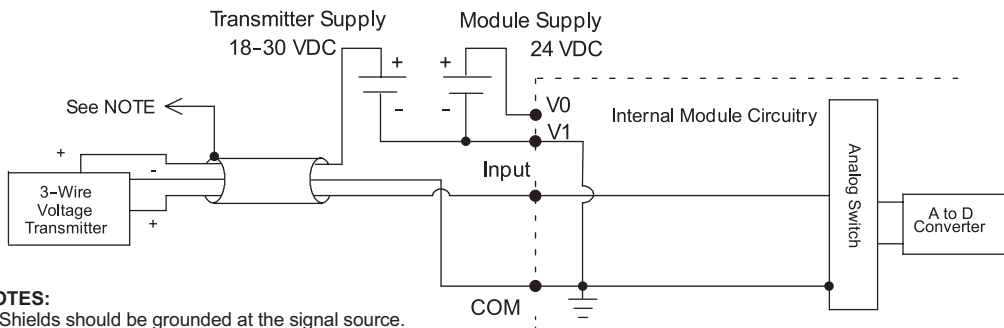 Transmitter Supply
18-30 VDC
Module Supply
24 VDC
+
-
+
-
See NOTE
V0
V1
Internal Module Circuitry
Input
+
-
+
3-Wire
Voltage
Transmitter
Analog Switch
A to D
Converter
COM
OTES:
Shields should be grounded at the signal source.